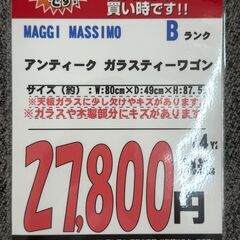 買い時です!!
MAGGI MASSIMO
B ランク
アンティーク ガラスティーワゴン
サイズ(約):W:80cm×D:49cm×H:87.5
※天板ガラスに少し欠けやキズがあります
※ガラスや木部部分にキズがあります
27,800円